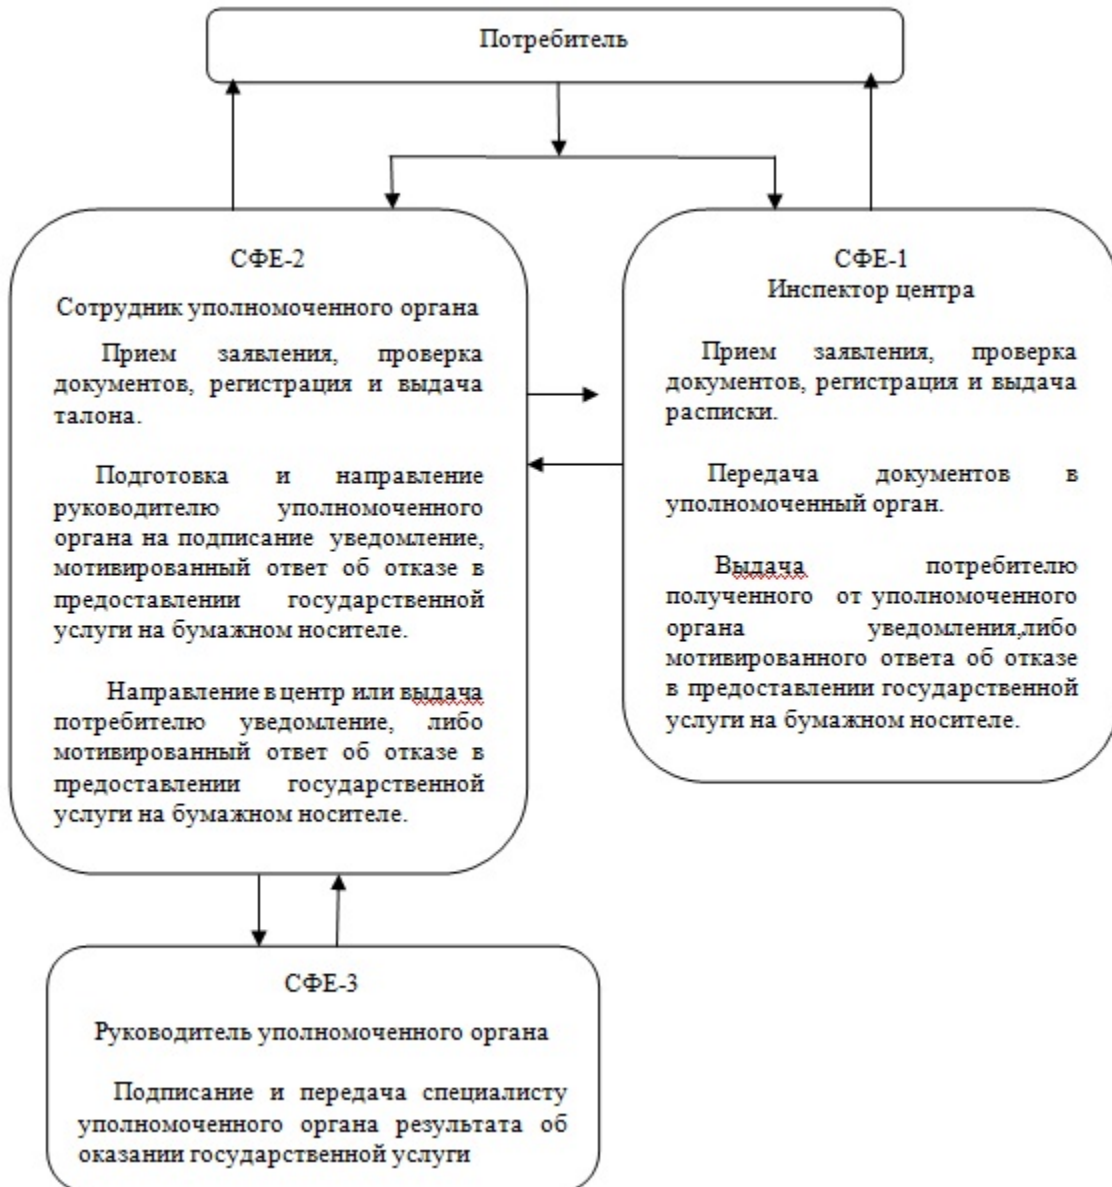 Потребитель
СФЕ-2
Сотрудник уполномоченного органа
Прием заявления, проверка
документов, регистрация и выдача
талона.
Подготовка и направление
руководителю уполномоченного
органа на подписание уведомление,
мотивированный ответ об отказе в
предоставлении государственной
услуги на бумажном носителе.
Направление в центр или выдача
потребителю уведомление, либо
мотивированный ответ об отказе в
предоставлении государственной
услуги на бумажном носителе.
СФЕ-1
Инспектор центра
Прием заявления, проверка
документов, регистрация и выдача
расписки.
Передача документов в
уполномоченный орган.
Выдача потребителю
полученного от уполномоченного
органа уведомления,либо
мотивированного ответа об отказе
в предоставлении государственной
услуги на бумажном носителе.
СФЕ-3
Руководитель уполномоченного органа
Подписание и передача специалисту
уполномоченного органа результата об
оказании государственной услуги